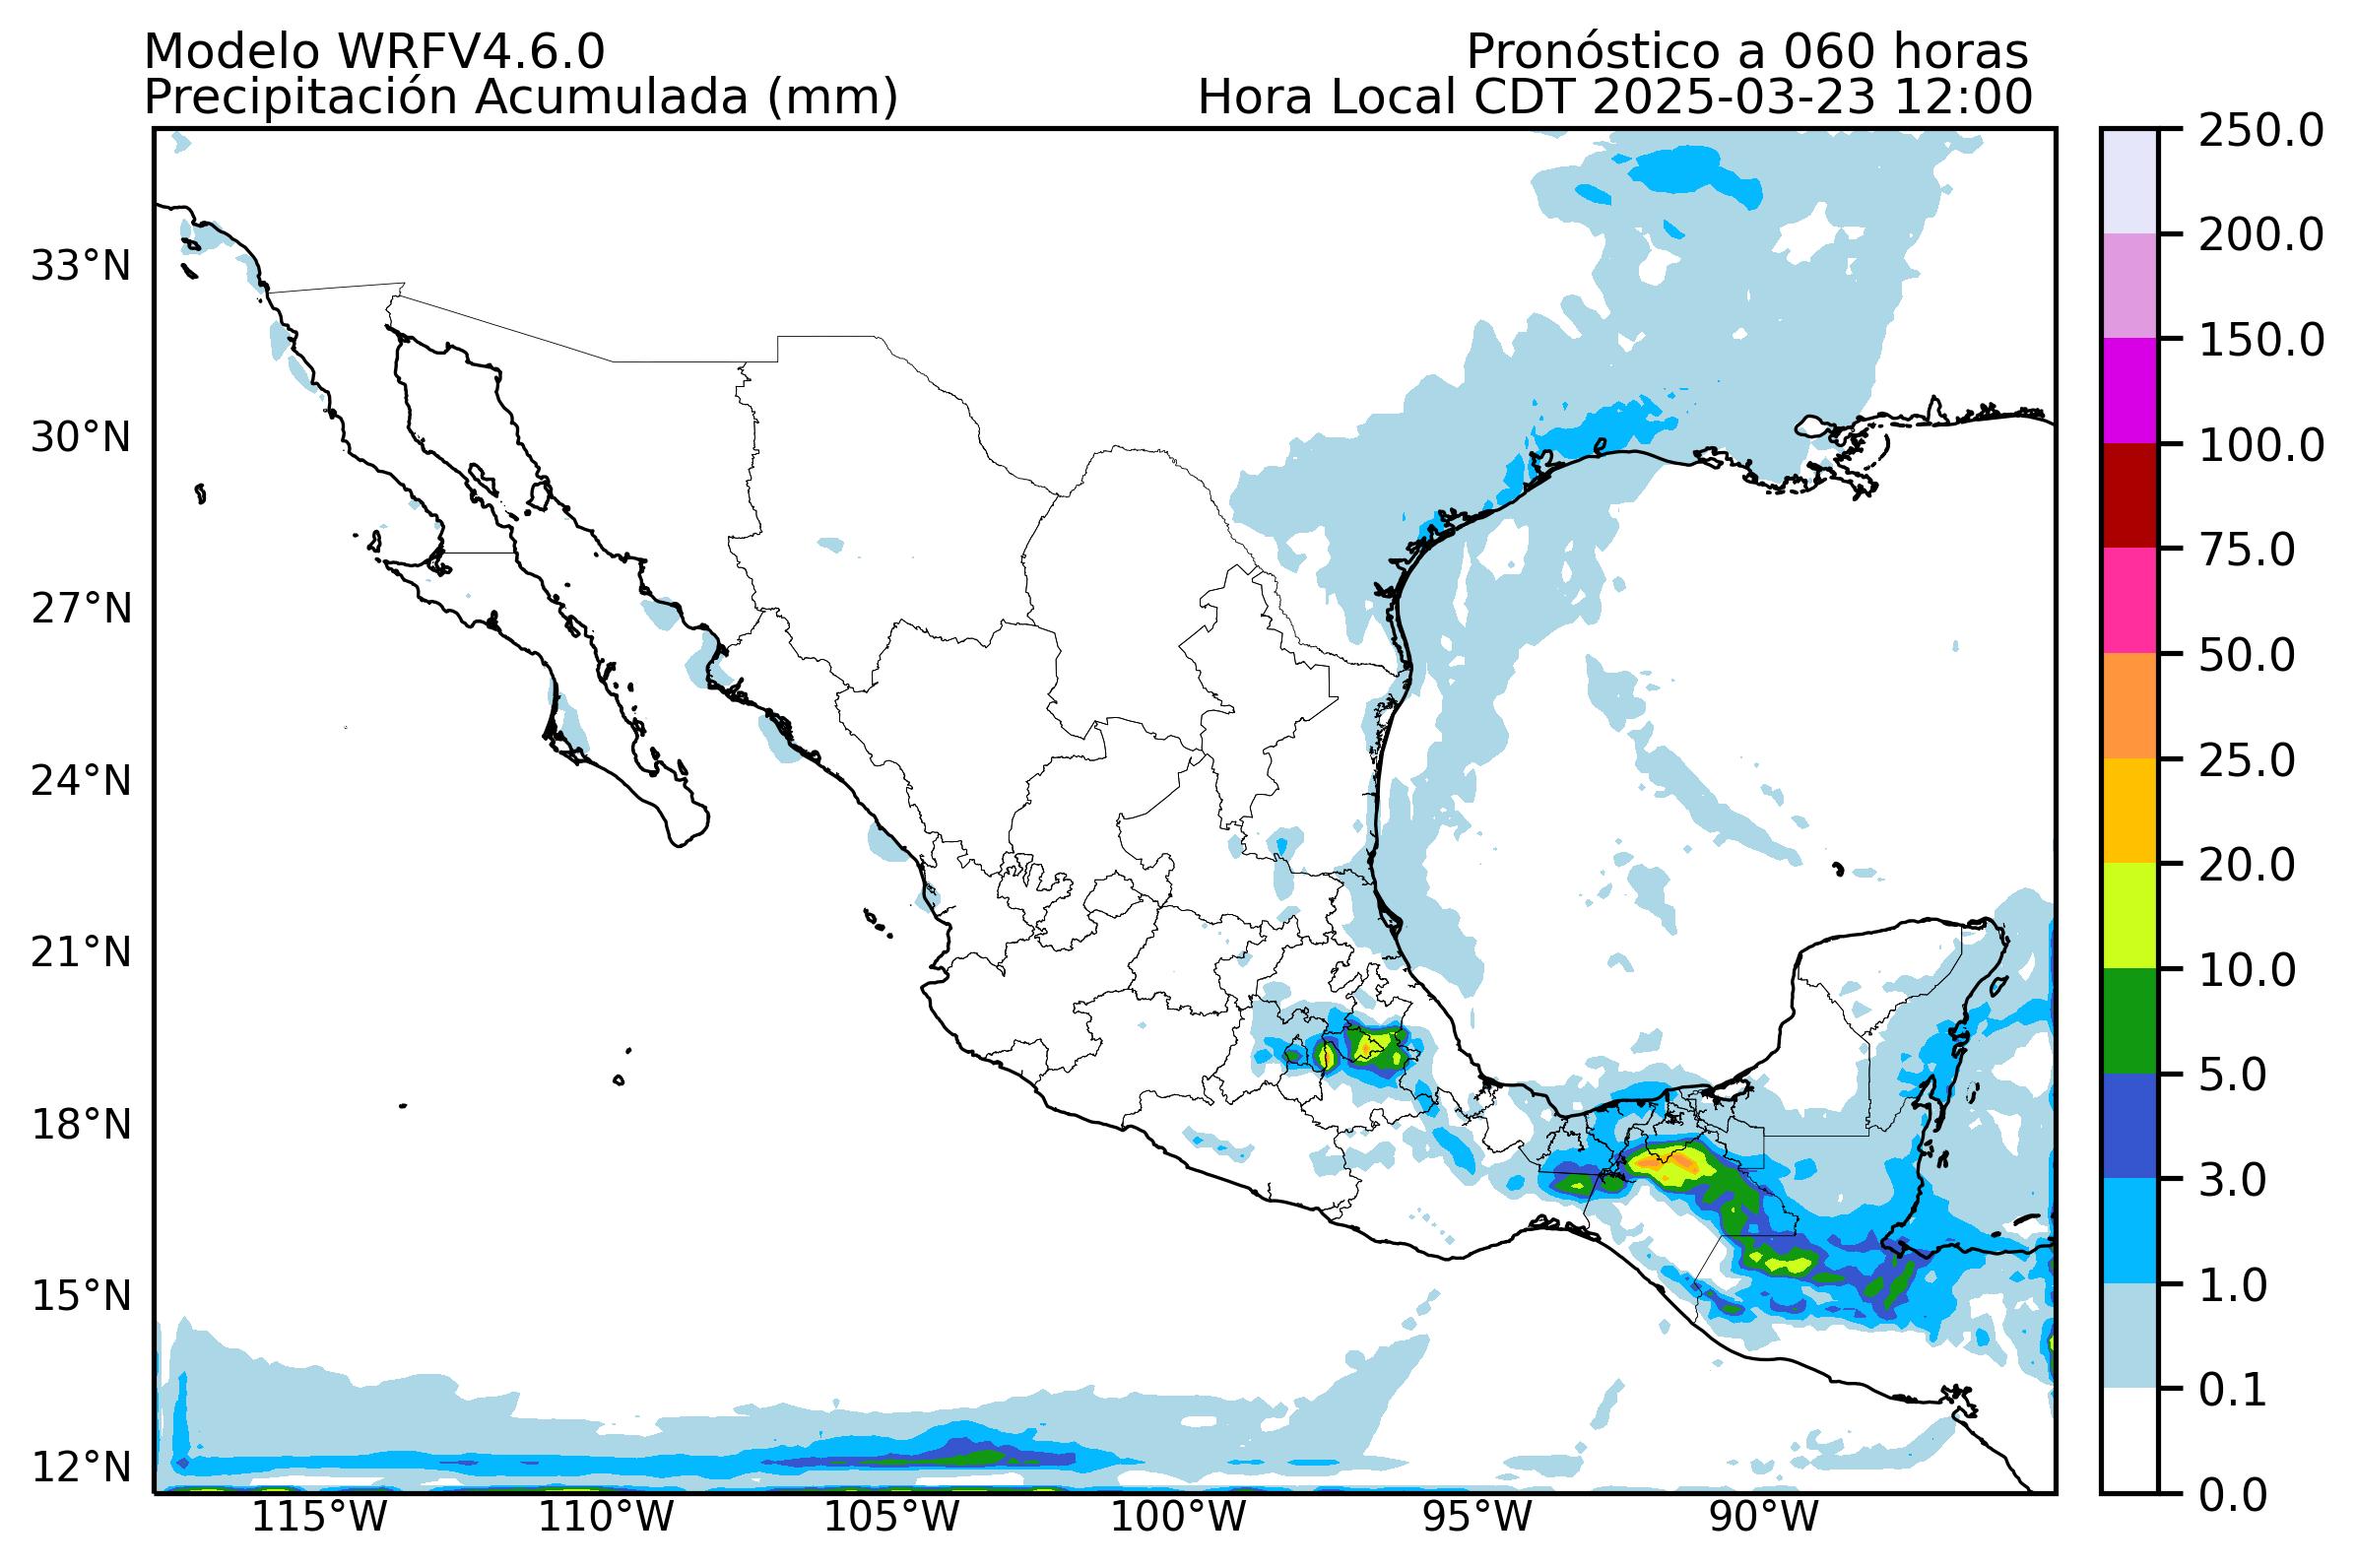 Modelo WRFV4.6.0
Pronóstico a 060 horas
Precipitación Acumulada (mm)
Hora Local CDT 2025-03-23 12:00
33°N
30°N
27°N
24°N
21°N
18°N
15°N
12°N
115°W
110°W
105°W
100°W
95°W
90°W
250.0
200.0
150.0
100.0
75.0
50.0
25.0
20.0
10.0
5.0
3.0
1.0
0.1
0.0